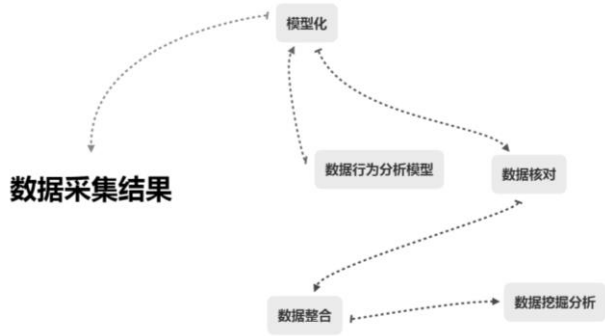 模型化
数据行为分析模型
数据核对
数据采集结果
数据整合
数据挖掘分析